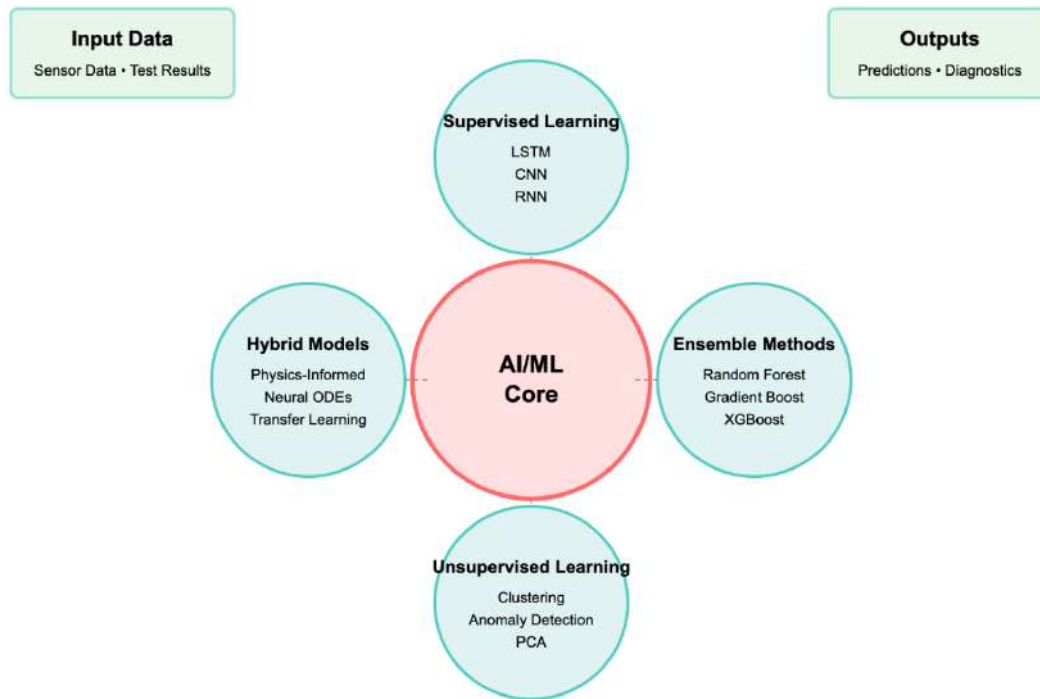 Input Data
Sensor Data • Test Results
Outputs
Predictions • Diagnostics
Supervised Learning
LSTM
CNN
RNN
Hybrid Models
Physics-Informed
Neural ODEs
Transfer Learning
AI/ML
Core
Ensemble Methods
Random Forest
Gradient Boost
XGBoost
Unsupervised Learning
Clustering
Anomaly Detection
PCA